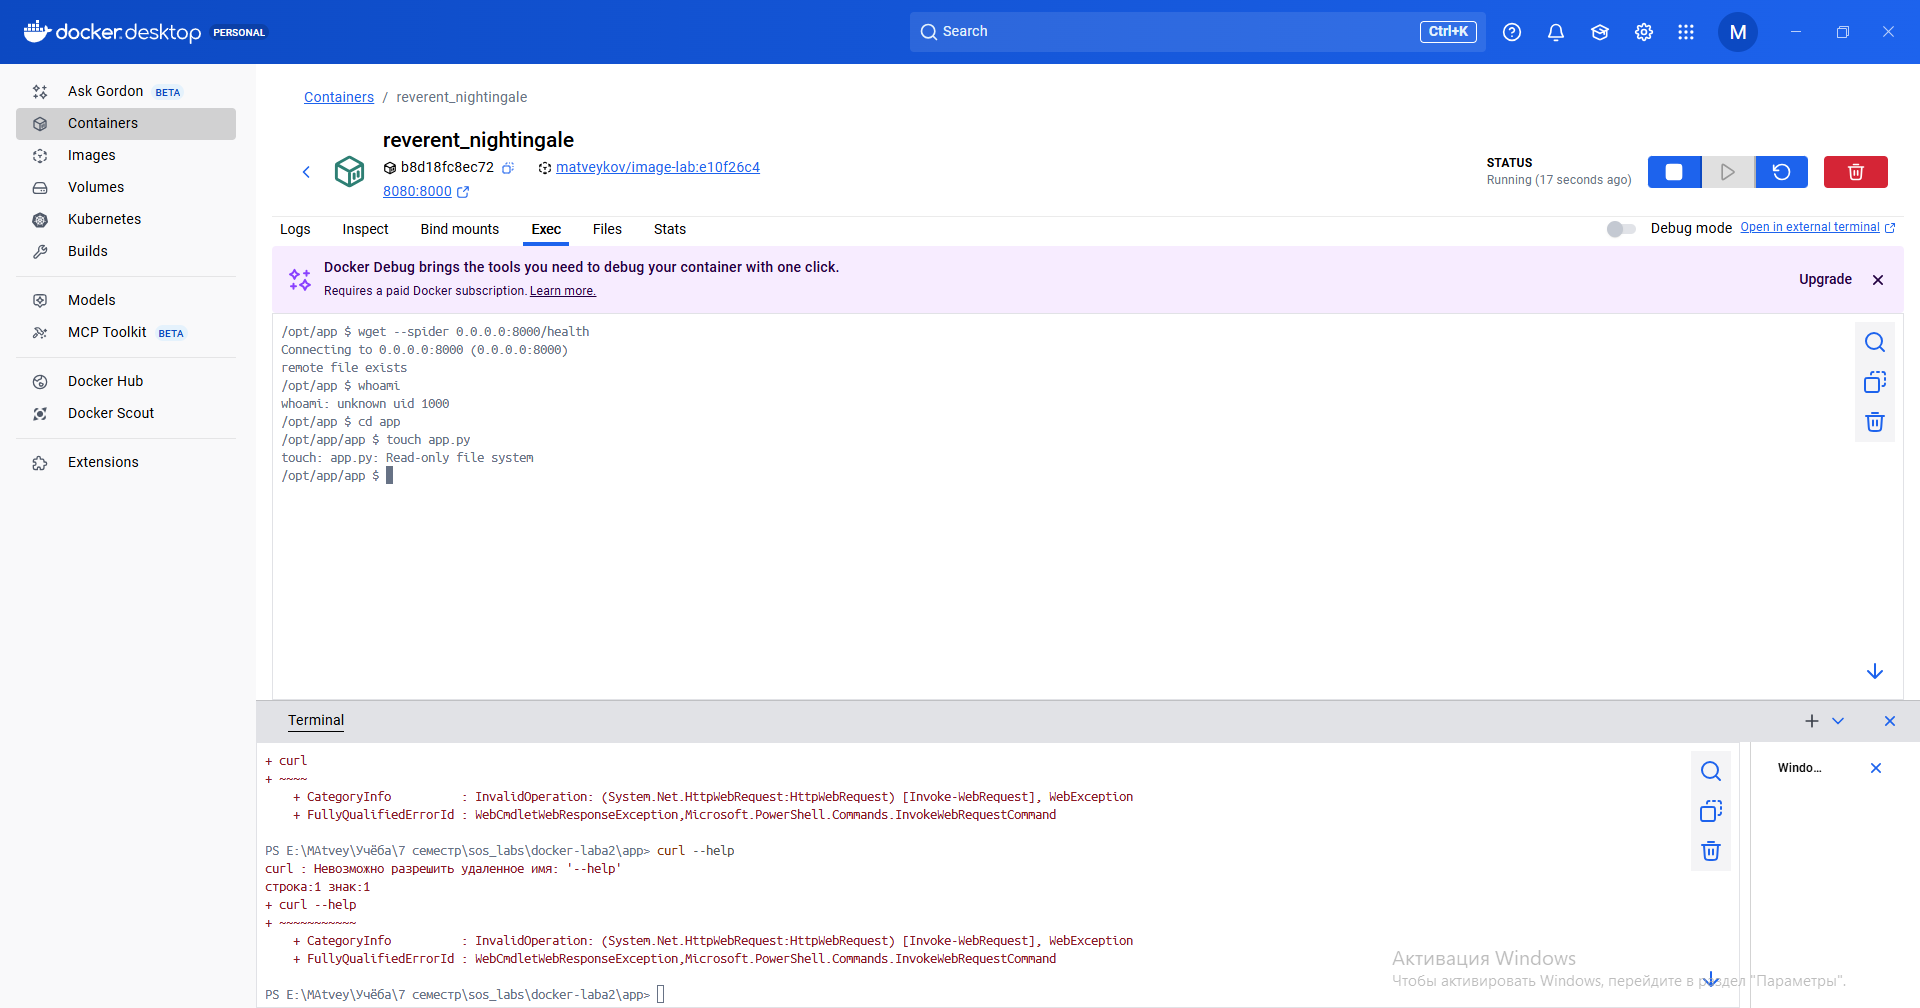 docker.desktop PERSONAL
Search
Ctrl+K
M
Ask Gordon BETA
Containers
Images
Volumes
Kubernetes
Builds
Models
MCP Toolkit BETA
Docker Hub
Docker Scout
Extensions
Containers / reverent_nightingale
reverent_nightingale
b8d18fc8ec72 matveykov/image-lab:e10f26c4
8080:8000
STATUS
Running (17 seconds ago)
Logs Inspect Bind mounts Exec Files Stats
Debug mode Open in external terminal
Docker Debug brings the tools you need to debug your container with one click.
Requires a paid Docker subscription. Learn more.
Upgrade
/opt/app $ wget --spider 0.0.0.0:8000/health
Connecting to 0.0.0.0:8000 (0.0.0.0:8000)
remote file exists
/opt/app $ whoami
whoami: unknown uid 1000
/opt/app $ cd app
/opt/app/app $ touch app.py
touch: app.py: Read-only file system
/opt/app/app $
Terminal
+ curl
+ ~~~~
+ CategoryInfo : InvalidOperation: (System.Net.HttpWebRequest:HttpWebRequest) [Invoke-WebRequest], WebException
+ FullyQualifiedErrorId : WebCmdletWebResponseException,Microsoft.PowerShell.Commands.InvokeWebRequestCommand
PS E:\MAtvey\Учёба\7 семестр\sos_labs\docker-laba2\app> curl --help
curl : Невозможно разрешить удаленное имя: '--help'
строка:1 знак:1
+ curl --help
+ ~~~~~~~~~~~
+ CategoryInfo : InvalidOperation: (System.Net.HttpWebRequest:HttpWebRequest) [Invoke-WebRequest], WebException
+ FullyQualifiedErrorId : WebCmdletWebResponseException,Microsoft.PowerShell.Commands.InvokeWebRequestCommand
PS E:\MAtvey\Учёба\7 семестр\sos_labs\docker-laba2\app>
Windo...
Активация Windows
Чтобы активировать Windows, перейдите в раздел "Параметры".